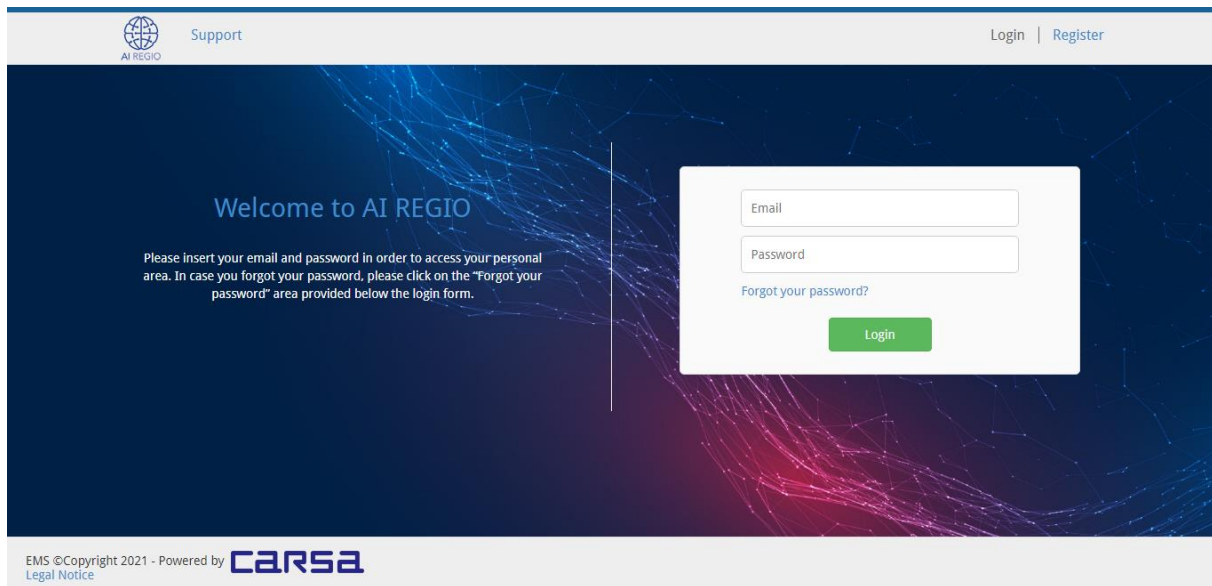 AI REGIO
Support
Login | Register
Welcome to AI REGIO
Please insert your email and password in order to access your personal
area. In case you forgot your password, please click on the “Forgot your
password” area provided below the login form.
Email
Password
Forgot your password?
Login
EMS ©Copyright 2021 - Powered by carsa
Legal Notice